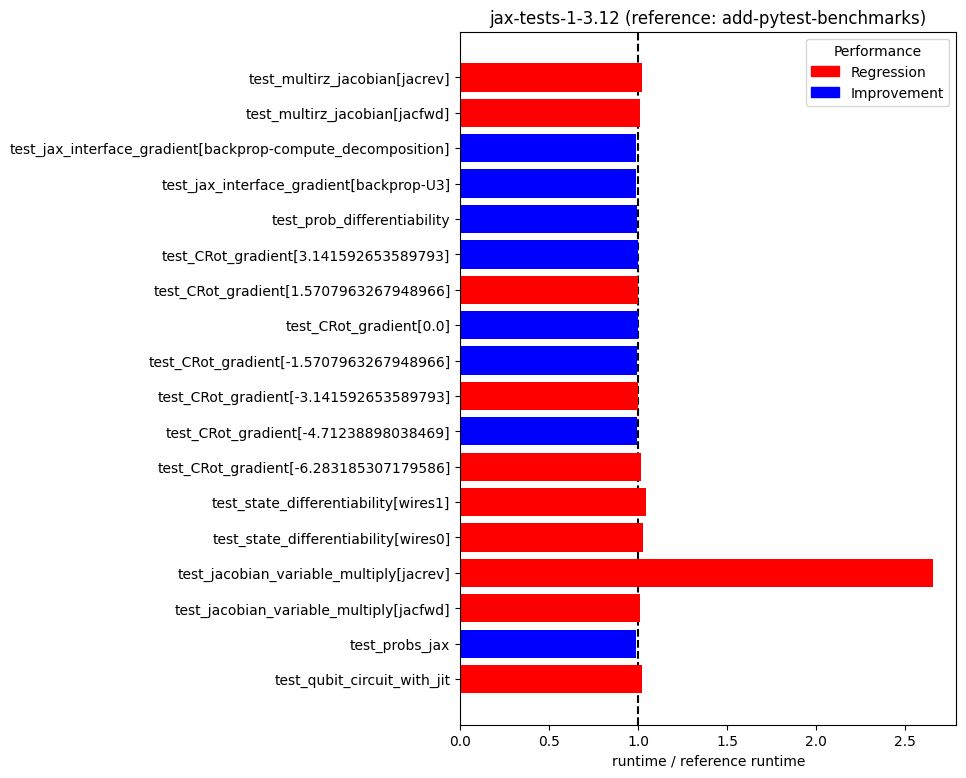 jax-tests-1-3.12 (reference: add-pytest-benchmarks)
Performance
Regression
Improvement
test_multirz_jacobian[jacrev]
test_multirz_jacobian[jacfwd]
test_jax_interface_gradient[backprop-compute_decomposition]
test_jax_interface_gradient[backprop-U3]
test_prob_differentiability
test_CRot_gradient[3.141592653589793]
test_CRot_gradient[1.5707963267948966]
test_CRot_gradient[0.0]
test_CRot_gradient[-1.5707963267948966]
test_CRot_gradient[-3.141592653589793]
test_CRot_gradient[-4.71238898038469]
test_CRot_gradient[-6.283185307179586]
test_state_differentiability[wires1]
test_state_differentiability[wires0]
test_jacobian_variable_multiply[jacrev]
test_jacobian_variable_multiply[jacfwd]
test_probs_jax
test_qubit_circuit_with_jit
0.0 0.5 1.0 1.5 2.0 2.5
runtime / reference runtime